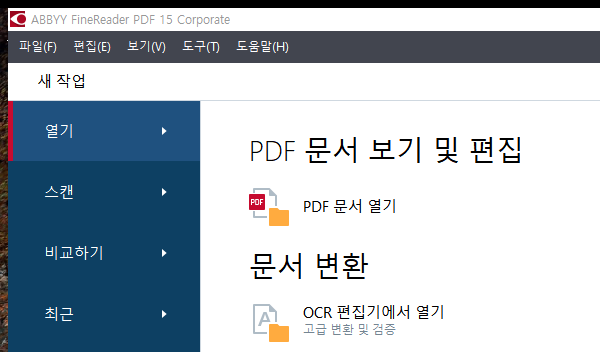 ABBYY FineReader PDF 15 Corporate
파일(F) 편집(E) 보기(V) 도구(T) 도움말(H)
새 작업
열기
스캔
비교하기
최근
PDF 문서 보기 및 편집
PDF
PDF 문서 열기
문서 변환
A
OCR 편집기에서 열기
고급 변환 및 검증